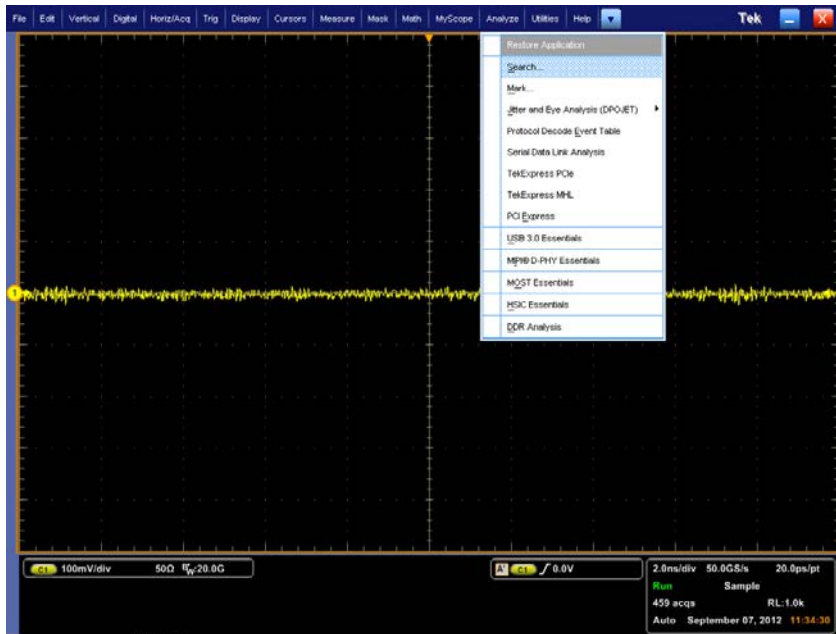 File Edit Vertical Digital Horiz/Acq Trig Display Cursors Measure Mask Math MyScope Analyze Utilities Help Tek
Restore Application
Search...
Mark...
Jitter and Eye Analysis (DPOJET)
Protocol Decode Event Table
Serial Data Link Analysis
TekExpress PCIe
TekExpress MHL
PCI Express
USB 3.0 Essentials
MIPI® D-PHY Essentials
MOST Essentials
HSIC Essentials
DDR Analysis
1
C1 100mV/div 50Ω BW:20.0G
A' C1 0.0V
2.0ns/div 50.0GS/s 20.0ps/pt
Run Sample
459 acqs RL:1.0k
Auto September 07, 2012 11:34:30